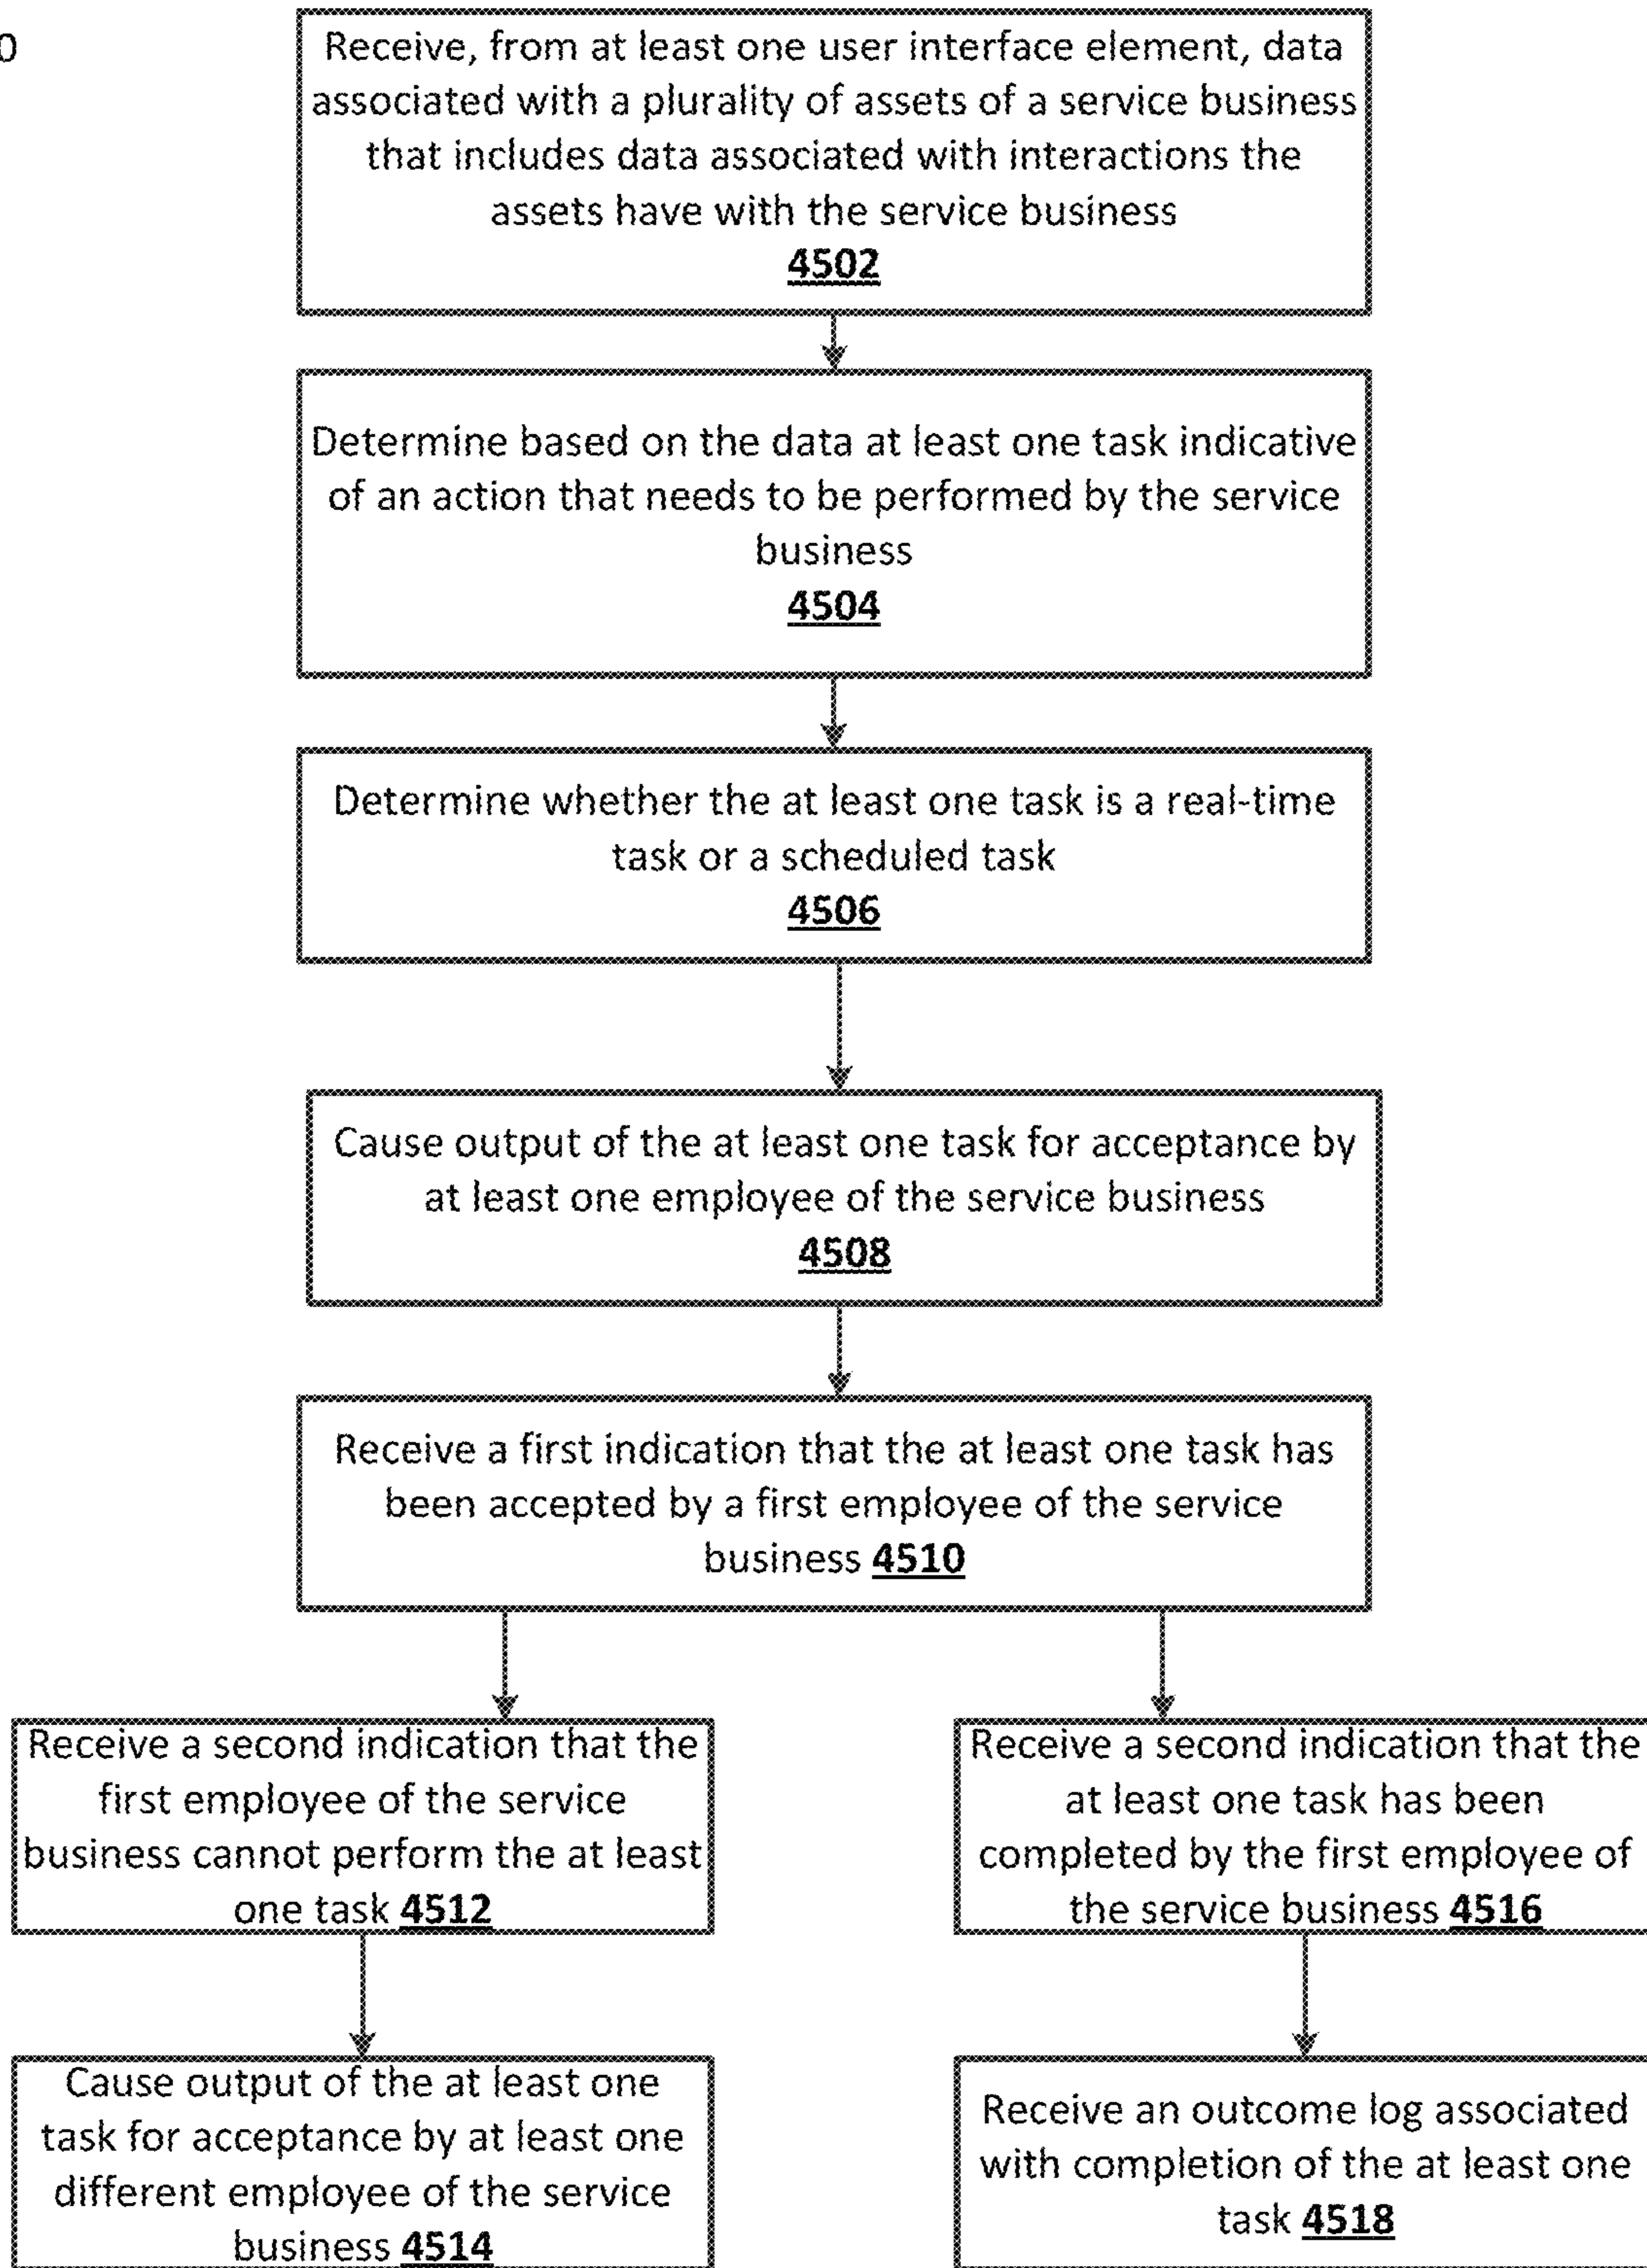 0
Receive, from at least one user interface element, data
associated with a plurality of assets of a service business
that includes data associated with interactions the
assets have with the service business
4502
Determine based on the data at least one task indicative
of an action that needs to be performed by the service
business
4504
Determine whether the at least one task is a real-time
task or a scheduled task
4506
Cause output of the at least one task for acceptance by
at least one employee of the service business
4508
Receive a first indication that the at least one task has
been accepted by a first employee of the service
business 4510
Receive a second indication that the
first employee of the service
business cannot perform the at least
one task 4512
Receive a second indication that the
at least one task has been
completed by the first employee of
the service business 4516
Cause output of the at least one
task for acceptance by at least one
different employee of the service
business 4514
Receive an outcome log associated
with completion of the at least one
task 4518